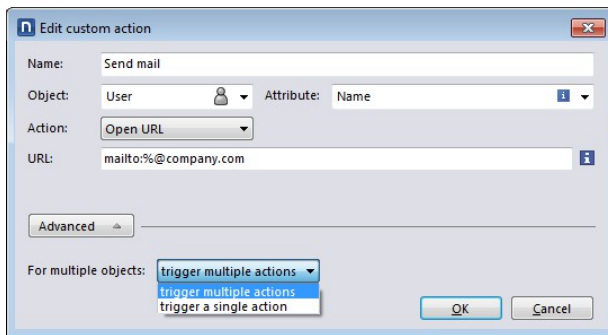 n Edit custom action
Name: Send mail
Object: User Attribute: Name i
Action: Open URL
URL: mailto:%@company.com i
Advanced
For multiple objects: trigger multiple actions
trigger multiple actions
trigger a single action
OK Cancel